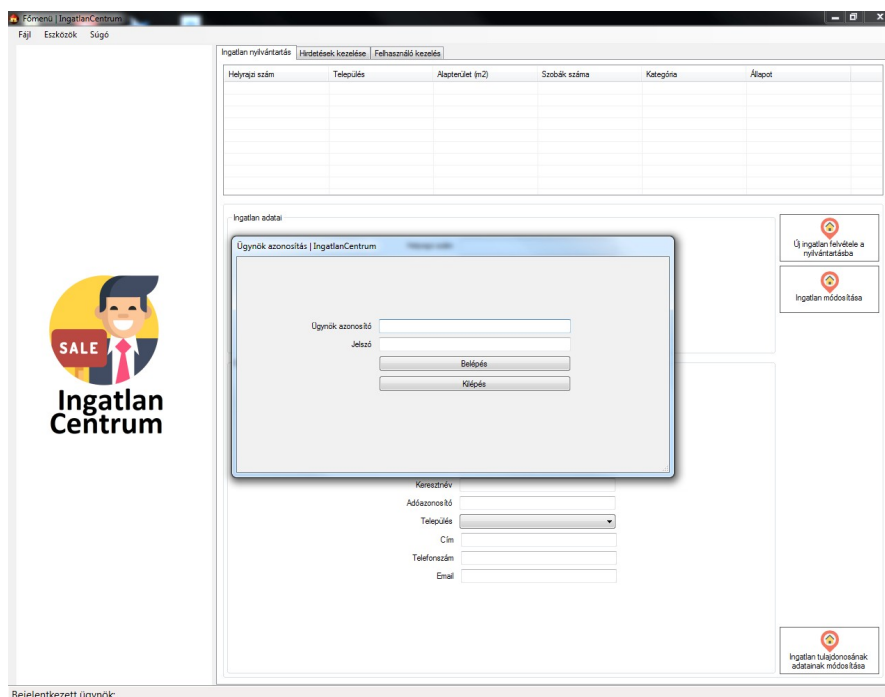 Főmenü | IngatlanCentrum
Fájl Eszközök Súgó
Ingatlan nyilvántartás Hirdetések kezelése Felhasználó kezelés
Helyrajzi szám Település Alapterület (m2) Szobák száma Kategória Állapot
Ingatlan adatai
Új ingatlan felvétele a
nyilvántartásba
Ingatlan módosítása
Ügynök azonosítás | IngatlanCentrum
Ügynök azonosító
Jelszó
Belépés
Kilépés
SALE
Ingatlan
Centrum
Keresztnév
Adóazonosító
Település
Cím
Telefonszám
Email
Ingatlan tulajdonosának
adatainak módosítása
Bejelentkezett ügynök: